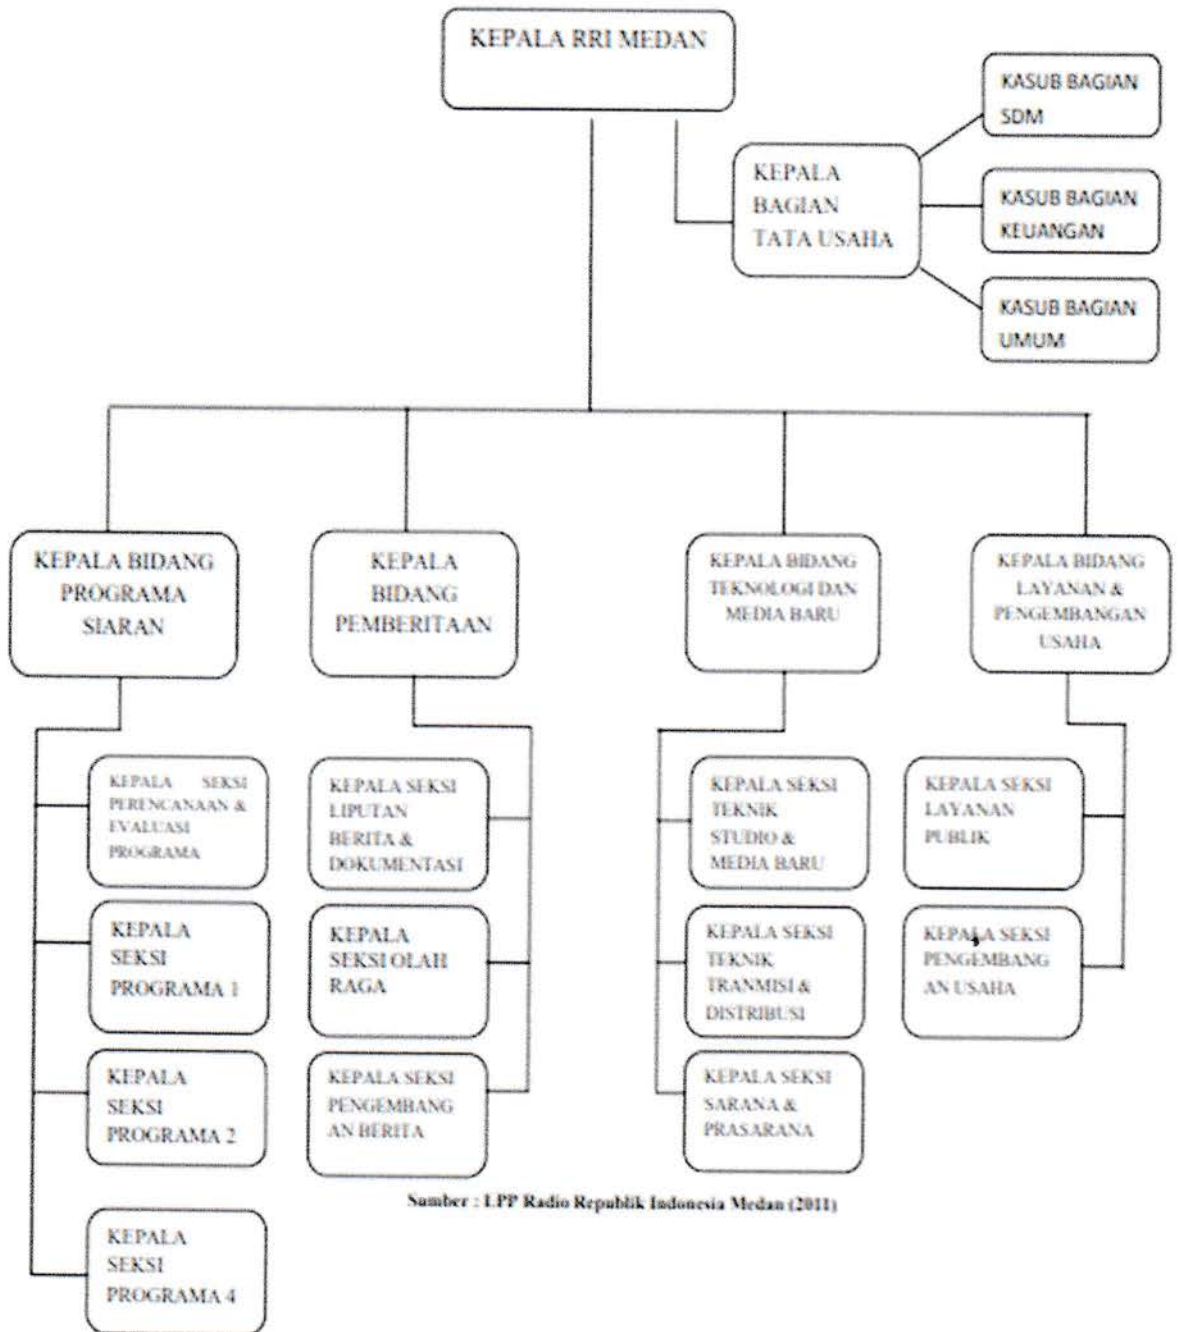 KEPALA RRI MEDAN
KASUB BAGIAN
SDM
KEPALA
BAGIAN
TATA USAHA
KASUB BAGIAN
KEUANGAN
KASUB BAGIAN
UMUM
KEPALA BIDANG
PROGRAMA
SIARAN
KEPALA
BIDANG
PEMBERITAAN
KEPALA BIDANG
TEKNOLOGI DAN
MEDIA BARU
KEPALA BIDANG
LAYANAN &
PENGEMBANGAN
USAHA
KEPALA SEKSI
PERENCANAAN &
EVALUASI
PROGRAMA
KEPALA
SEKSI
PROGRAMA 1
KEPALA
SEKSI
PROGRAMA 2
KEPALA
SEKSI
PROGRAMA 4
KEPALA SEKSI
LIPUTAN
BERITA &
DOKUMENTASI
KEPALA
SEKSI OLAH
RAGA
KEPALA SEKSI
PENGEMBANG
AN BERITA
KEPALA SEKSI
TEKNIK
STUDIO &
MEDIA BARU
KEPALA SEKSI
TEKNIK
TRANMISI &
DISTRIBUSI
KEPALA SEKSI
SARANA &
PRASARANA
KEPALA SEKSI
LAYANAN
PUBLIK
KEPALA SEKSI
PENGEMBANG
AN USAHA
Sumber : LPP Radio Republik Indonesia Medan (2011)